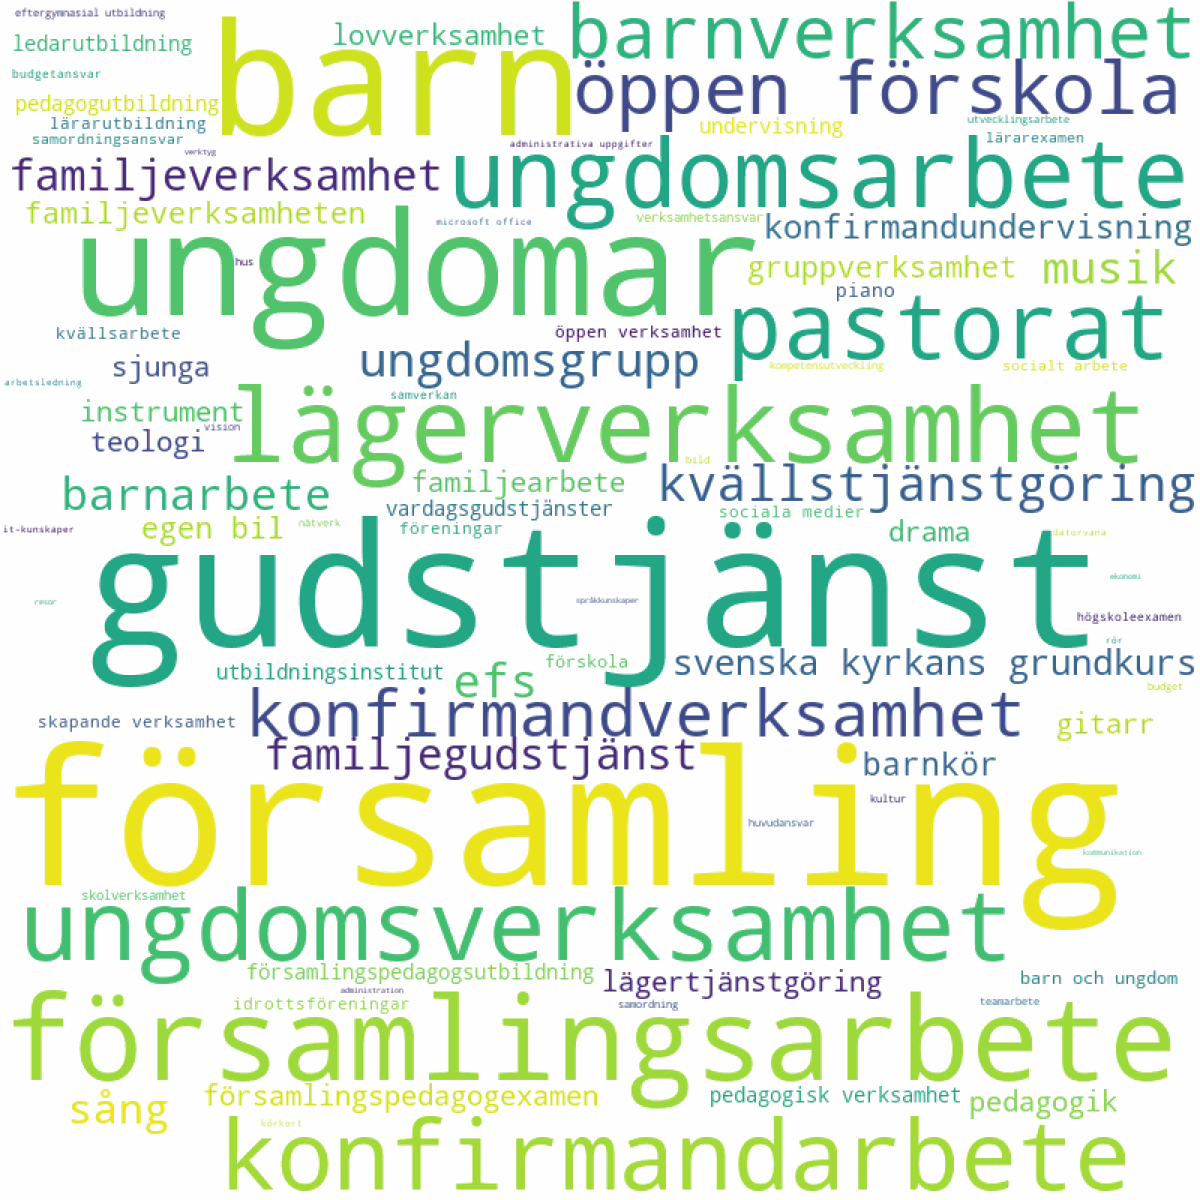 eftergymnasial utbildning
barnverksamhet
ledarutbildning
lovverksamhet
barn
budgetansvar
öppen förskola
pedagogutbildning
lärarutbildning
undervisning
utvecklingsarbete
samordningsansvar
lärarexamen
verktyg
administrativa uppgifter
familjeverksamhet
ungdomsarbete
familjeverksamheten
microsoft office
verksamhetsansvar
konfirmandundervisning
ungdomar
hus
gruppverksamhet
musik
piano
kvällsarbete
öppen verksamhet
pastorat
sjunga
ungdomsgrupp
kompetensutveckling
socialt arbete
arbetsledning
samverkan
instrument
vision
lägerverksamhet
teologi
bild
barnarbete
familjearbete
kvällstjänstgöring
vardagsgudstjänster
sociala medier
it-kunskaper
egen bil
nätverk
föreningar
drama
datorvana
gudstjänst
ekonomi
resor
språkkunskaper
högskoleexamen
rör
utbildningsinstitut
efs
förskola
svenska kyrkans grundkurs
budget
skapande verksamhet
konfirmandverksamhet
gitarr
familjegudstjänst
barnkör
kultur
församling
huvudansvar
kommunikation
skolverksamhet
ungdomsverksamhet
församlingspedagogsutbildning
lägertjänstgöring
barn och ungdom
administration
idrottsföreningar
samordning
teamarbete
församlingsarbete
sång
församlingspedagogexamen
pedagogisk verksamhet
pedagogik
körkort
konfirmandarbete